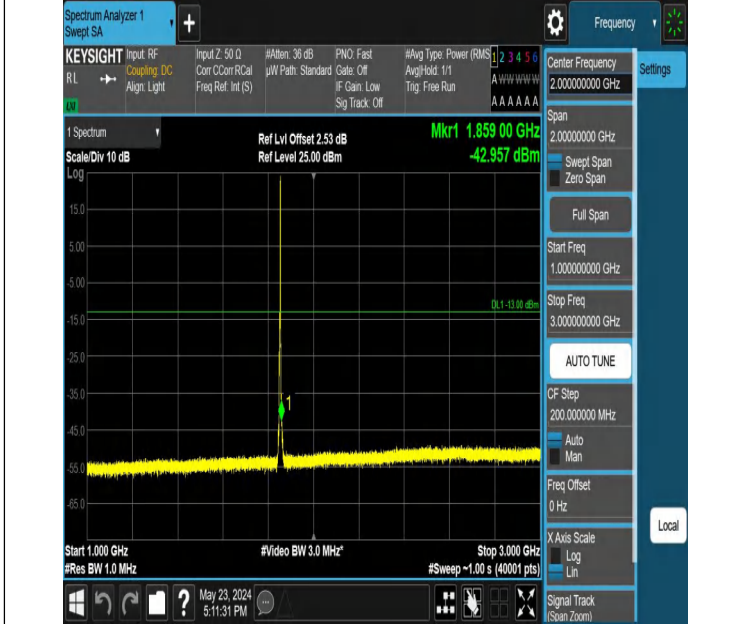 Spectrum Analyzer 1
Swept SA
Frequency
KEYSIGHT
RL
Input: RF
Coupling: DC
Align: Light
Input Z: 50 Ω
Corr CCorr RCal
Freq Ref: Int (S)
#Atten: 36 dB
µW Path: Standard
PNO: Fast
Gate: Off
IF Gain: Low
Sig Track: Off
#Avg Type: Power (RMS
Avg|Hold: 1/1
Trig: Free Run
1 2 3 4 5 6
A W W W W W
A A A A A A
1 Spectrum
Scale/Div 10 dB
Log
Ref Lvl Offset 2.53 dB
Ref Level 25.00 dBm
Mkr1 1.859 00 GHz
-42.957 dBm
15.0
5.00
-5.00
-15.0
-25.0
-35.0
-45.0
-55.0
-65.0
DL1 -13.00 dBm
1
Start 1.000 GHz
#Res BW 1.0 MHz
#Video BW 3.0 MHz*
Stop 3.000 GHz
#Sweep ~1.00 s (40001 pts)
May 23, 2024
5:11:31 PM
Center Frequency
2.000000000 GHz
Span
2.00000000 GHz
Swept Span
Zero Span
Full Span
Start Freq
1.000000000 GHz
Stop Freq
3.000000000 GHz
AUTO TUNE
CF Step
200.000000 MHz
Auto
Man
Freq Offset
0 Hz
X Axis Scale
Log
Lin
Signal Track
(Span Zoom)
Settings
Local